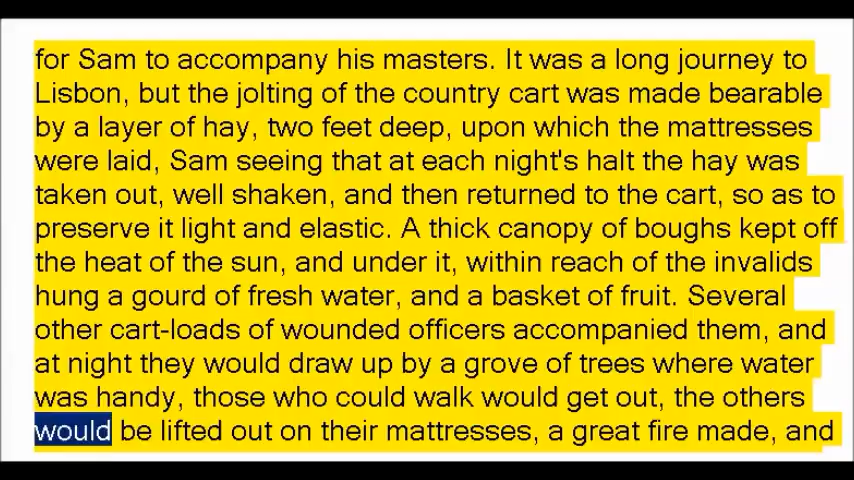 for Sam to accompany his masters. It was a long journey to
Lisbon, but the jolting of the country cart was made bearable
by a layer of hay, two feet deep, upon which the mattresses
were laid, Sam seeing that at each night's halt the hay was
taken out, well shaken, and then returned to the cart, so as to
preserve it light and elastic. A thick canopy of boughs kept off
the heat of the sun, and under it, within reach of the invalids
hung a gourd of fresh water, and a basket of fruit. Several
other cart-loads of wounded officers accompanied them, and
at night they would draw up by a grove of trees where water
was handy, those who could walk would get out, the others
would be lifted out on their mattresses, a great fire made, and